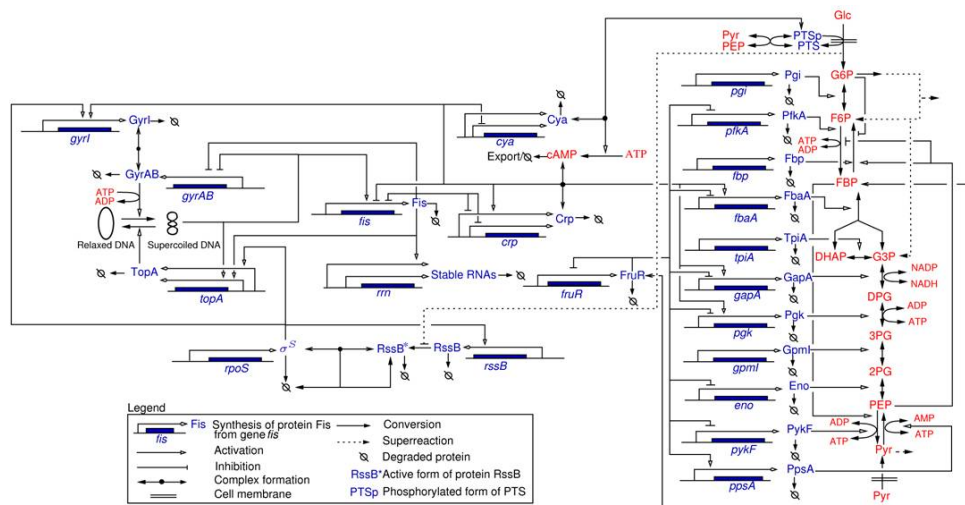 Glc
Pyr
PEP
PTSp
PTS
Pgi
G6P
pgi
GyrI
gyrI
Cya
cya
PfkA
F6P
pfkA
ATP
ADP
Export/
cAMP
ATP
Fbp
fbp
FBP
GyrAB
gyrAB
ATP
ADP
Fis
fis
Crp
crp
FbaA
fbaA
Relaxed DNA
Supercoiled DNA
TpiA
tpiA
DHAP
G3P
TopA
topA
Stable RNAs
rrn
FruR
fruR
GapA
gapA
NADP
NADH
DPG
Pgk
pgk
ADP
ATP
3PG
σS
rpoS
RssB*
RssB
rssB
GpmI
gpmI
2PG
Eno
eno
PEP
PykF
pykF
ADP
ATP
AMP
ATP
Pyr
PpsA
ppsA
Pyr
Legend
fis
Fis Synthesis of protein Fis
from gene fis
Activation
Inhibition
Complex formation
Cell membrane
Conversion
Superreaction
Degraded protein
RssB* Active form of protein RssB
PTSp Phosphorylated form of PTS